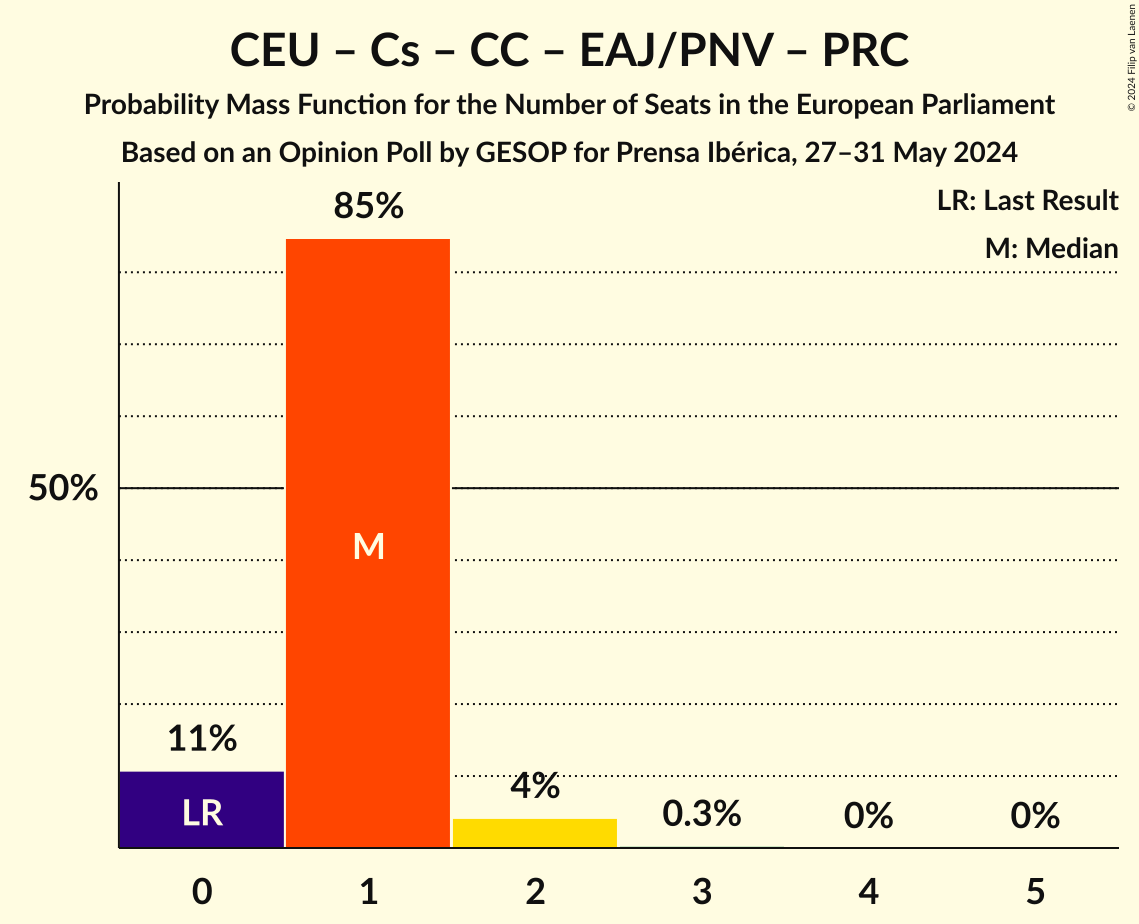 CEU – Cs – CC – EAJ/PNV – PRC
Probability Mass Function for the Number of Seats in the European Parliament
Based on an Opinion Poll by GESOP for Prensa Ibérica, 27–31 May 2024
© 2024 Filip van Laenen
LR: Last Result
M: Median
85%
50%
M
11%
LR
4%
0.3%
0%
0%
0
1
2
3
4
5